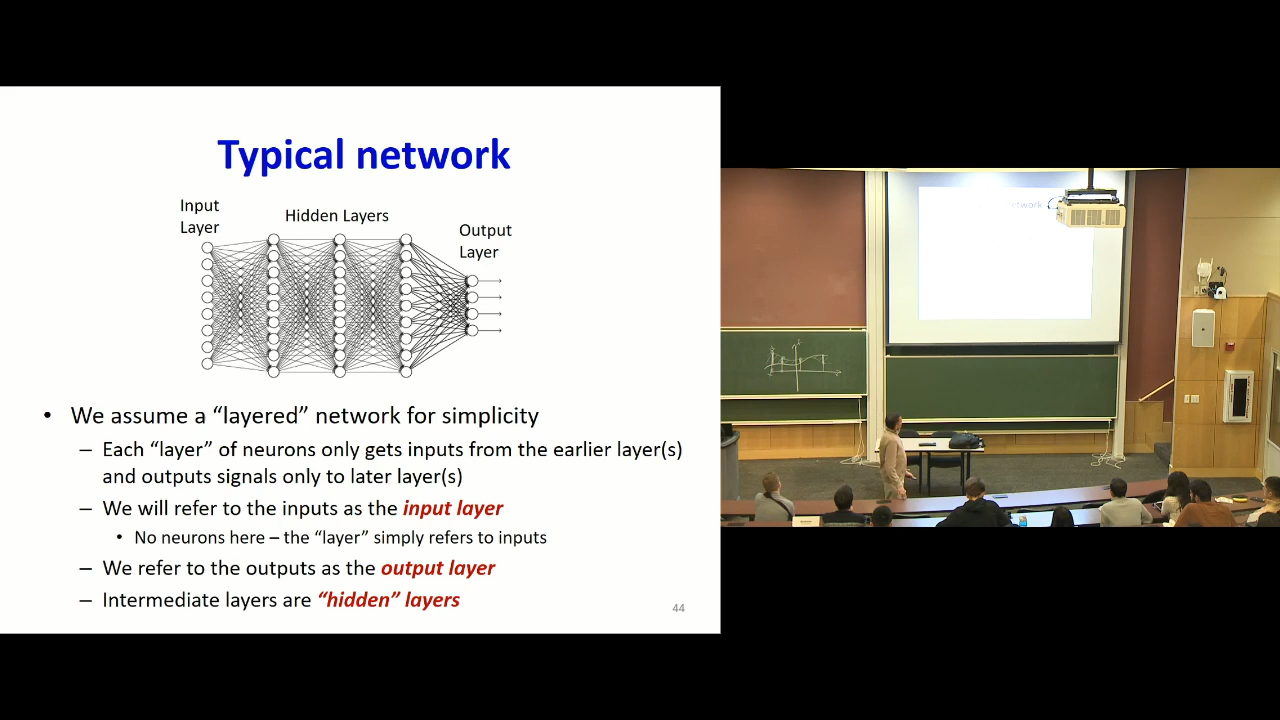 Typical network
Input
Layer
Hidden Layers
Output
Layer
• We assume a “layered” network for simplicity
– Each “layer” of neurons only gets inputs from the earlier layer(s)
and outputs signals only to later layer(s)
– We will refer to the inputs as the input layer
• No neurons here – the “layer” simply refers to inputs
– We refer to the outputs as the output layer
– Intermediate layers are “hidden” layers
44
network